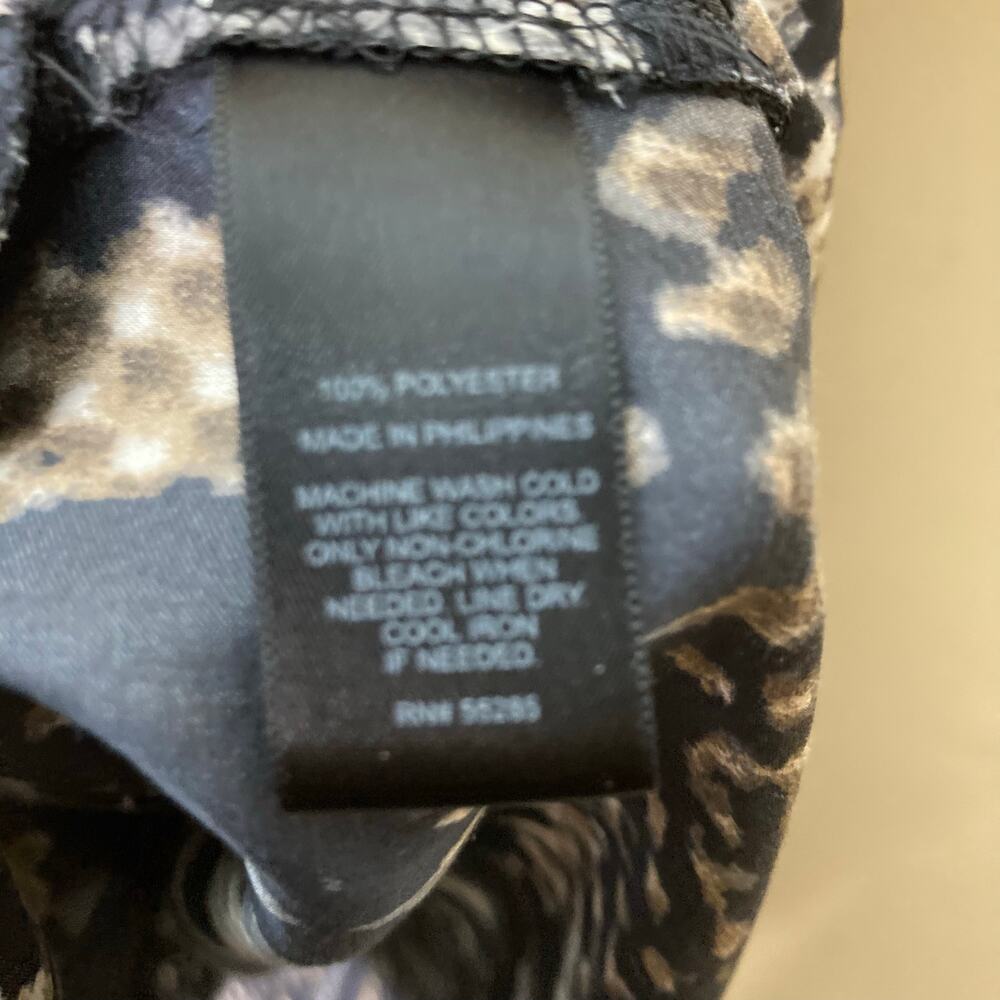 100% POLYESTER
MADE IN PHILIPPINES
MACHINE WASH COLD
WITH LIKE COLORS.
ONLY NON-CHLORINE
BLEACH WHEN
NEEDED. LINE DRY.
COOL IRON
IF NEEDED.
RN# 55285